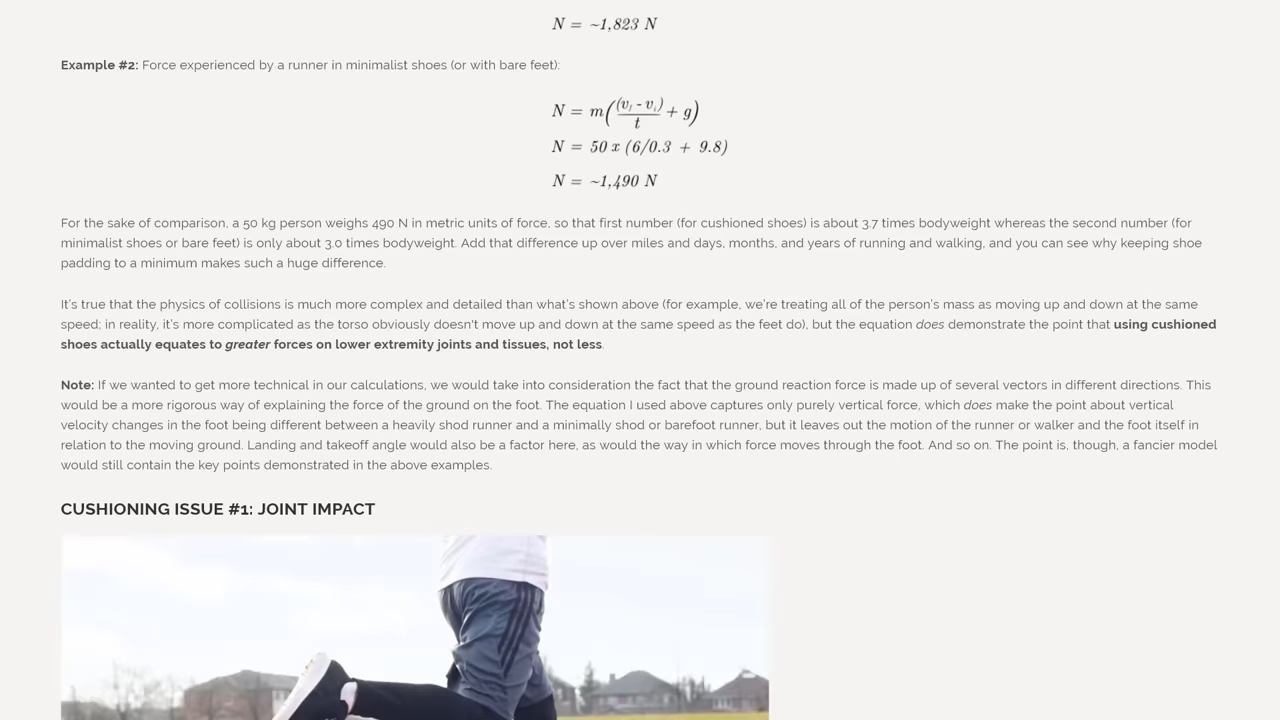 N = ~1,823 N
Example #2: Force experienced by a runner in minimalist shoes (or with bare feet):
N = m((v_f - v_i)/t + g)
N = 50 x (6/0.3 + 9.8)
N = ~1,490 N
For the sake of comparison, a 50 kg person weighs 490 N in metric units of force, so that first number (for cushioned shoes) is about 3.7 times bodyweight whereas the second number (for
minimalist shoes or bare feet) is only about 3.0 times bodyweight. Add that difference up over miles and days, months, and years of running and walking, and you can see why keeping shoe
padding to a minimum makes such a huge difference.
It's true that the physics of collisions is much more complex and detailed than what's shown above (for example, we're treating all of the person's mass as moving up and down at the same
speed; in reality, it's more complicated as the torso obviously doesn't move up and down at the same speed as the feet do), but the equation does demonstrate the point that using cushioned
shoes actually equates to greater forces on lower extremity joints and tissues, not less.
Note: If we wanted to get more technical in our calculations, we would take into consideration the fact that the ground reaction force is made up of several vectors in different directions. This
would be a more rigorous way of explaining the force of the ground on the foot. The equation I used above captures only purely vertical force, which does make the point about vertical
velocity changes in the foot being different between a heavily shod runner and a minimally shod or barefoot runner, but it leaves out the motion of the runner or walker and the foot itself in
relation to the moving ground. Landing and takeoff angle would also be a factor here, as would the way in which force moves through the foot. And so on. The point is, though, a fancier model
would still contain the key points demonstrated in the above examples.
CUSHIONING ISSUE #1: JOINT IMPACT